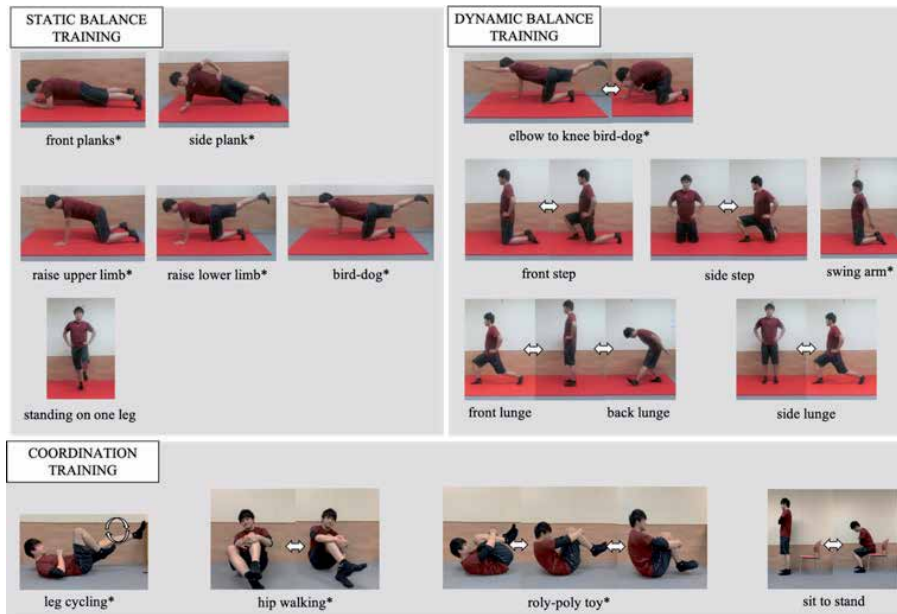 STATIC BALANCE
TRAINING
front planks*
side plank*
raise upper limb*
raise lower limb*
bird-dog*
standing on one leg
DYNAMIC BALANCE
TRAINING
elbow to knee bird-dog*
front step
side step
swing arm*
front lunge
back lunge
side lunge
COORDINATION
TRAINING
leg cycling*
hip walking*
roly-poly toy*
sit to stand